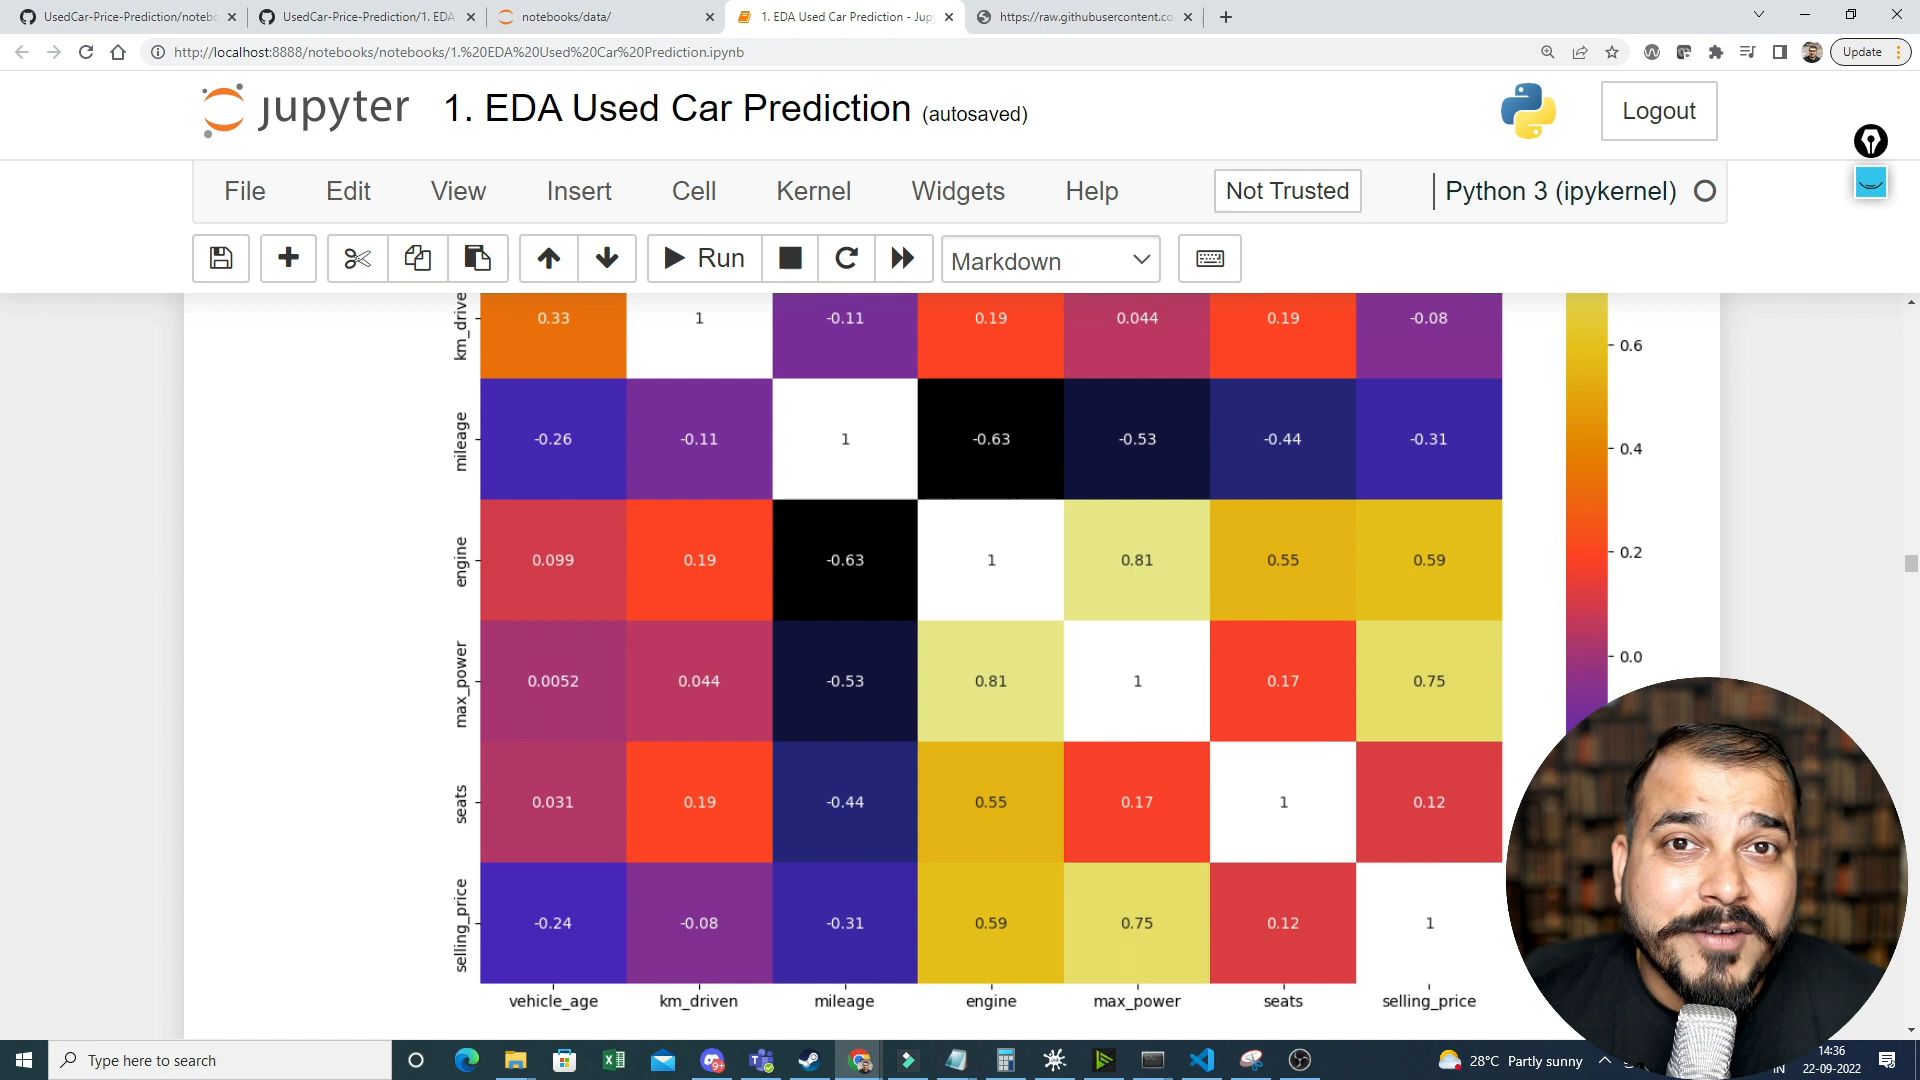 UsedCar-Price-Prediction/noteb
UsedCar-Price-Prediction/1. EDA
notebooks/data/
1. EDA Used Car Prediction - Jup
https://raw.githubusercontent.co
http://localhost:8888/notebooks/notebooks/1.%20EDA%20Used%20Car%20Prediction.ipynb
Update
jupyter 1. EDA Used Car Prediction (autosaved)
Logout
File Edit View Insert Cell Kernel Widgets Help
Not Trusted
Python 3 (ipykernel)
Run
Markdown
km_drive 0.33 1 -0.11 0.19 0.044 0.19 -0.08
mileage -0.26 -0.11 1 -0.63 -0.53 -0.44 -0.31
engine 0.099 0.19 -0.63 1 0.81 0.55 0.59
max_power 0.0052 0.044 -0.53 0.81 1 0.17 0.75
seats 0.031 0.19 -0.44 0.55 0.17 1 0.12
selling_price -0.24 -0.08 -0.31 0.59 0.75 0.12 1
vehicle_age km_driven mileage engine max_power seats selling_price
0.6
0.4
0.2
0.0
Type here to search
9+
28°C Partly sunny
IN
14:36
22-09-2022